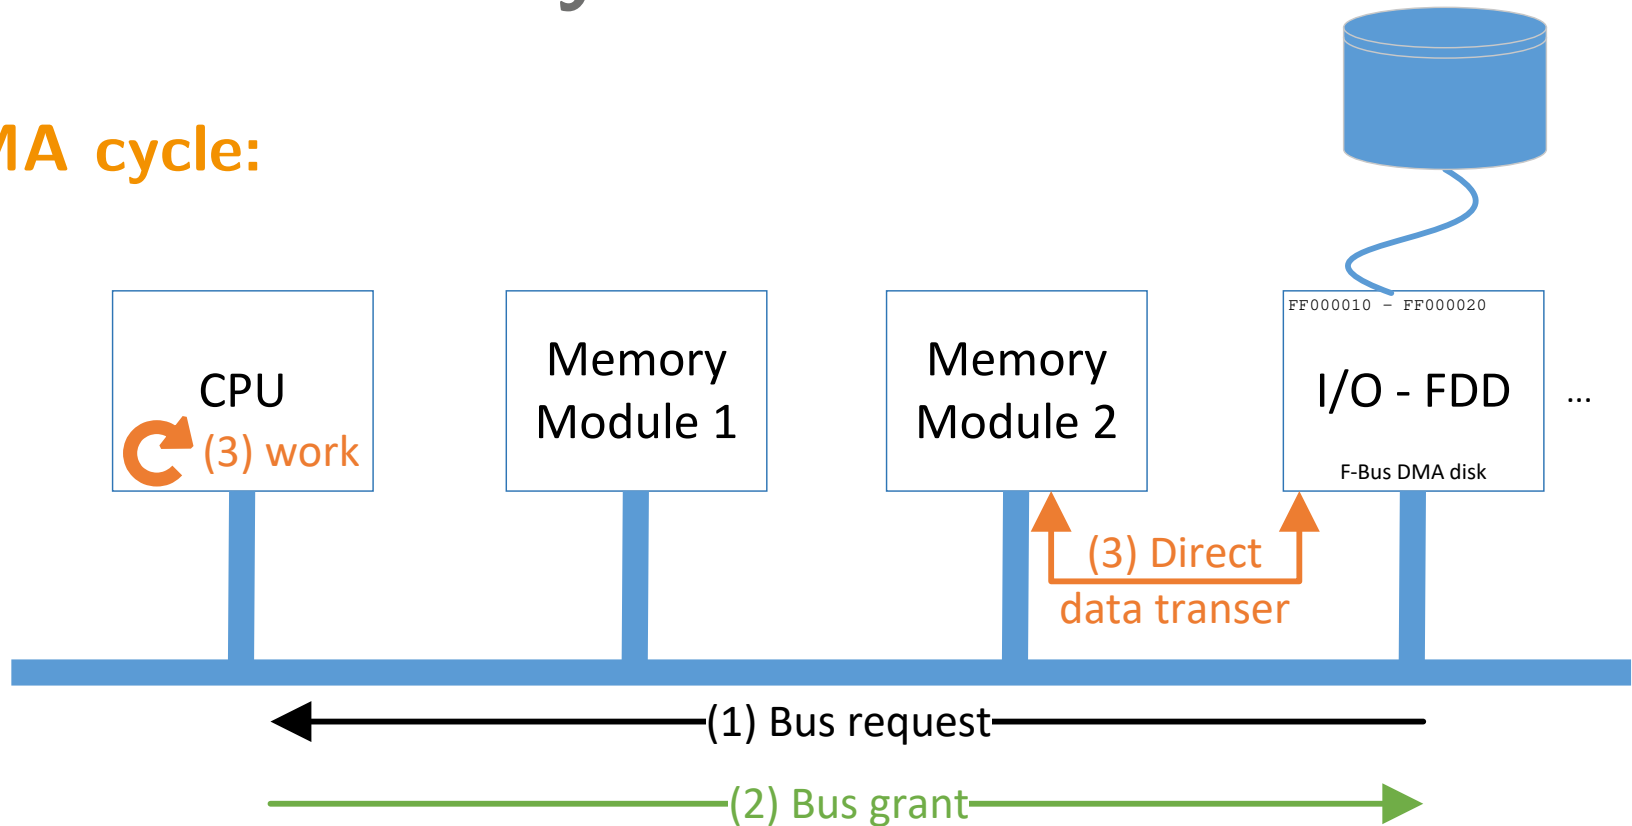 MA cycle:
FF000010 – FF000020
CPU
(3) work
Memory
Module 1
Memory
Module 2
I/O - FDD
...
F-Bus DMA disk
(3) Direct
data transer
(1) Bus request
(2) Bus grant